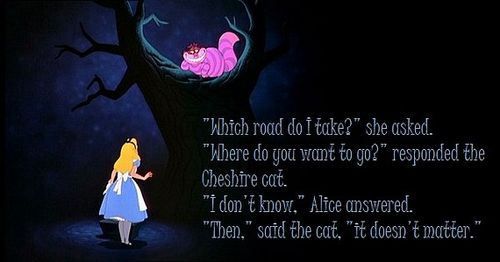 "Which road do I take?" she asked.
"Where do you want to go?" responded the
Cheshire cat.
"I don't know," Alice answered.
"Then," said the cat, "it doesn't matter."